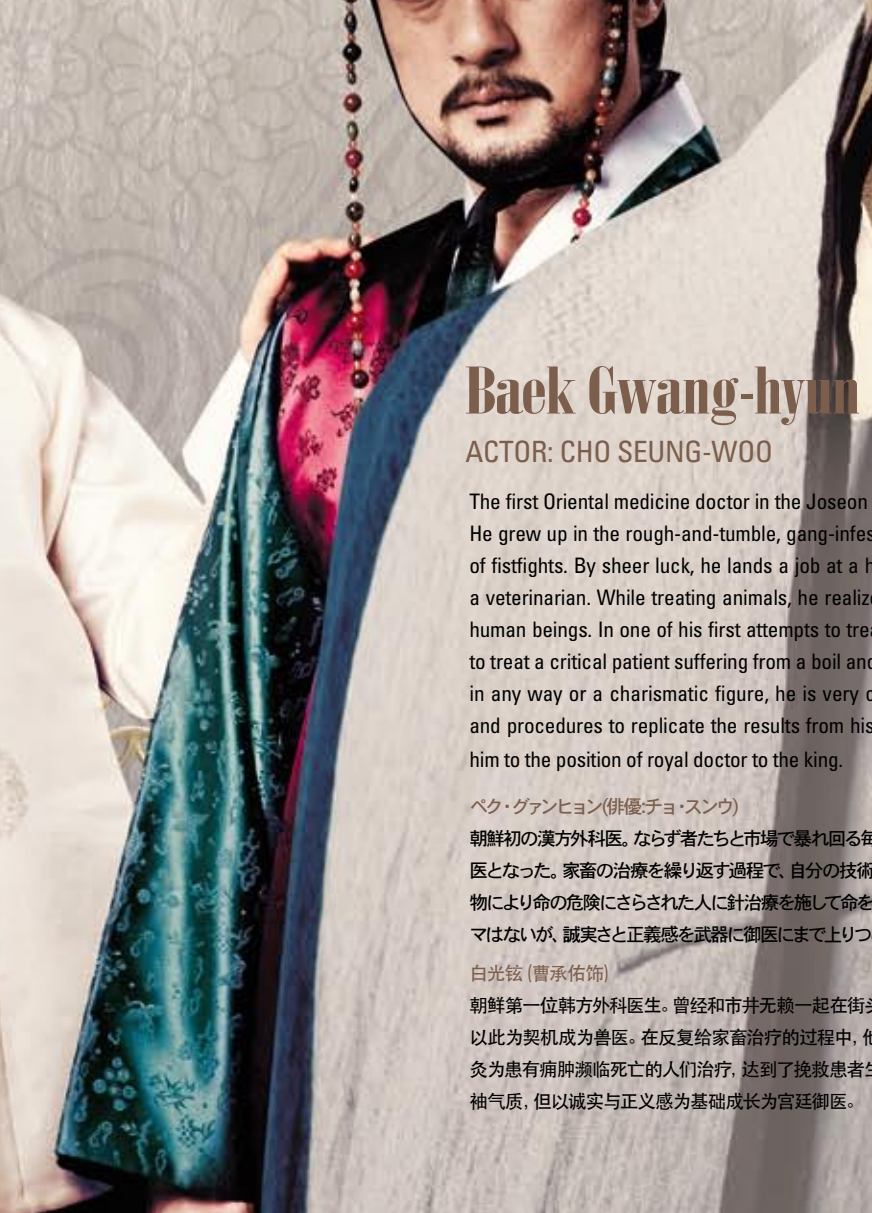 Baek Gwang-hyun
ACTOR: CHO SEUNG-WOO
The first Oriental medicine doctor in the Joseon
He grew up in the rough-and-tumble, gang-infes
of fistfights. By sheer luck, he lands a job at a h
a veterinarian. While treating animals, he realize
human beings. In one of his first attempts to trea
to treat a critical patient suffering from a boil and
in any way or a charismatic figure, he is very
and procedures to replicate the results from his
him to the position of royal doctor to the king.
ペク・グァンヒョン(俳優:チョ・スンウ)
朝鮮初の漢方外科医。ならず者たちと市場で暴れ回る毎
医となった。家畜の治療を繰り返す過程で、自分の技術
物により命の危険にさらされた人に針治療を施して命を
マはないが、誠実さと正義感を武器に御医にまで上りつ
白光铉 (曹承佑饰)
朝鲜第一位韩方外科医生。曾经和市井无赖一起在街头
以此为契机成为兽医。在反复给家畜治疗的过程中, 他
灸为患有痈肿濒临死亡的人们治疗, 达到了挽救患者生
袖气质, 但以诚实与正义感为基础成长为宫廷御医。